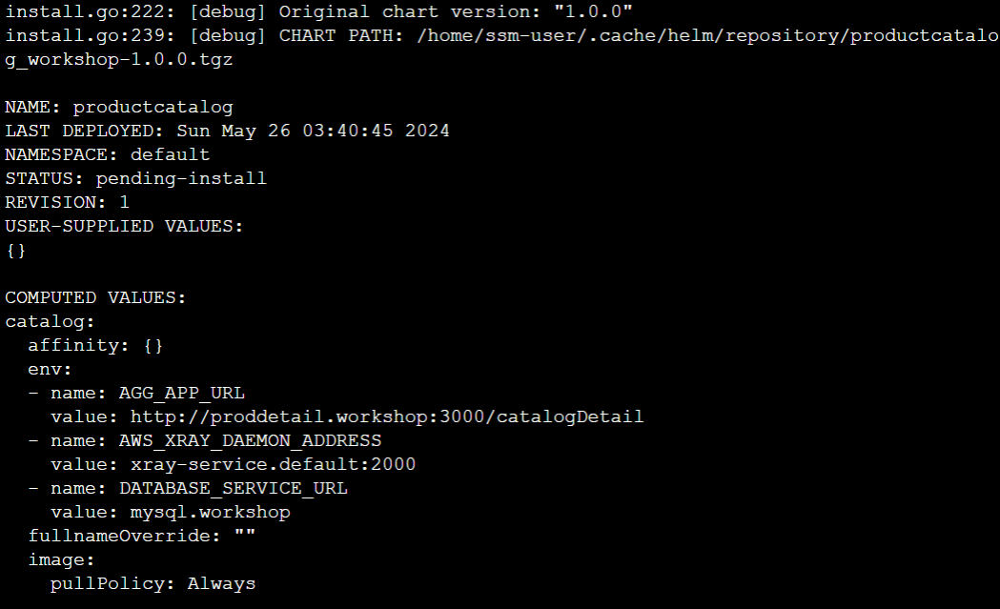 install.go:222: [debug] Original chart version: "1.0.0"
install.go:239: [debug] CHART PATH: /home/ssm-user/.cache/helm/repository/productcatalo
g_workshop-1.0.0.tgz

NAME: productcatalog
LAST DEPLOYED: Sun May 26 03:40:45 2024
NAMESPACE: default
STATUS: pending-install
REVISION: 1
USER-SUPPLIED VALUES:
{}

COMPUTED VALUES:
catalog:
  affinity: {}
  env:
  - name: AGG_APP_URL
    value: http://proddetail.workshop:3000/catalogDetail
  - name: AWS_XRAY_DAEMON_ADDRESS
    value: xray-service.default:2000
  - name: DATABASE_SERVICE_URL
    value: mysql.workshop
  fullnameOverride: ""
  image:
    pullPolicy: Always